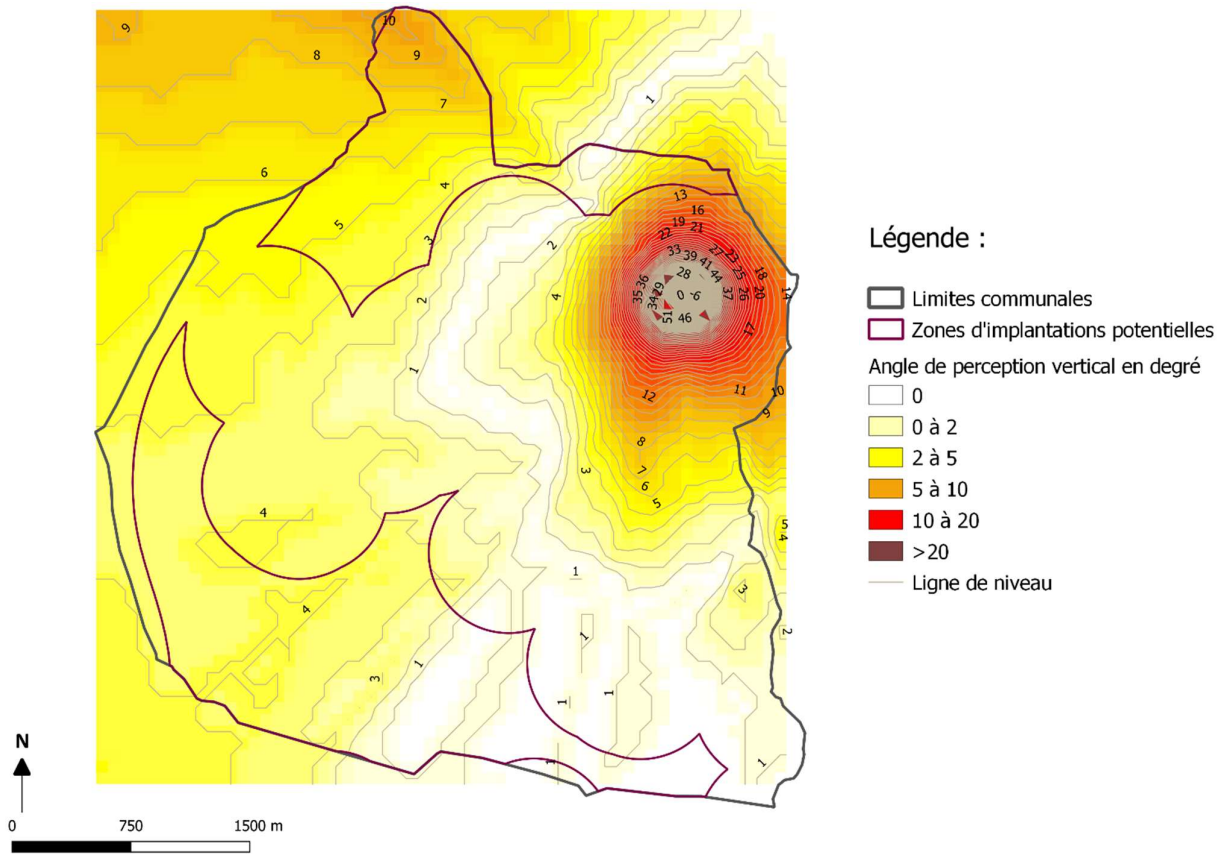 10
9
8
9
7
1
6
4
13
5
16
19 21
3
22
2
33 39 27 23
41 25 18
28 44
36 29
35 34 0 -6 37 26 20 14
4
2
51 46
17
1
12 11 10
9
8
3 7
6
5
4
5
4
1
3
4
1 2
1
3
1
1
1
1
Légende :
Limites communales
Zones d'implantations potentielles
Angle de perception vertical en degré
0
0 à 2
2 à 5
5 à 10
10 à 20
>20
Ligne de niveau
N
0 750 1500 m